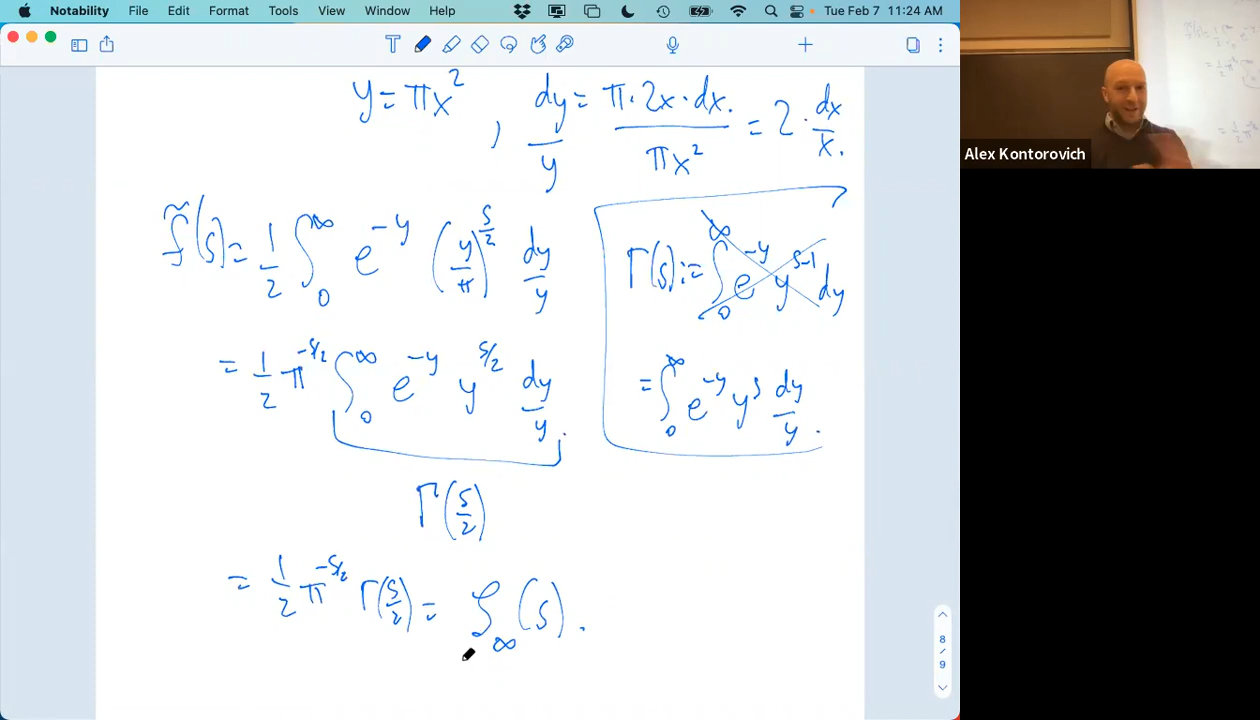 Notability File Edit Format Tools View Window Help Tue Feb 7 11:24 AM
y = πx² , dy/y = π·2x·dx. / πx² = 2·dx/x.
f̃(s) = 1/2 ∫₀^∞ e^{-y} (y/π)^{s/2} dy/y
Γ(s) := ∫₀^∞ e^{-y} y^{s-1} dy
= 1/2 π^{-s/2} ∫₀^∞ e^{-y} y^{s/2} dy/y.
= ∫₀^∞ e^{-y} y^s dy/y.
Γ(s/2)
= 1/2 π^{-s/2} Γ(s/2) = ζ_∞(s).
Alex Kontorovich
8
/
9